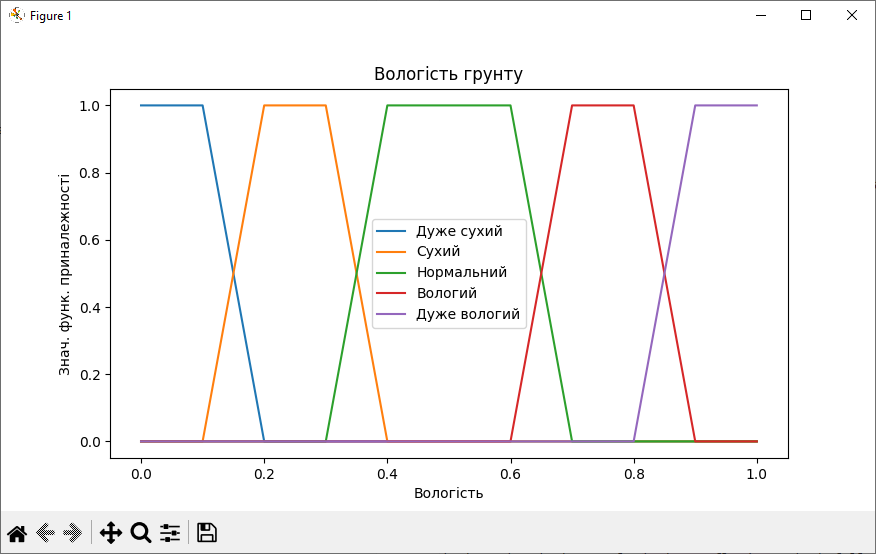 Figure 1
Вологість грунту
Знач. функ. приналежності
1.0
0.8
0.6
0.4
0.2
0.0
Дуже сухий
Сухий
Нормальний
Вологий
Дуже вологий
0.0 0.2 0.4 0.6 0.8 1.0
Вологість